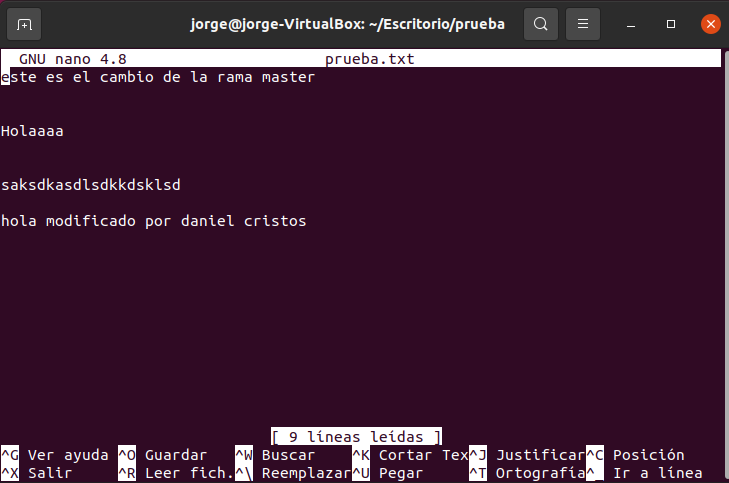 jorge@jorge-VirtualBox: ~/Escritorio/prueba
GNU nano 4.8 prueba.txt
este es el cambio de la rama master
Holaaaa
saksdkasdlsdkkdsklsd
hola modificado por daniel cristos
[ 9 líneas leídas ]
^G Ver ayuda ^O Guardar ^W Buscar ^K Cortar Tex^J Justificar^C Posición
^X Salir ^R Leer fich.^\ Reemplazar^U Pegar ^T Ortografía^_ Ir a línea